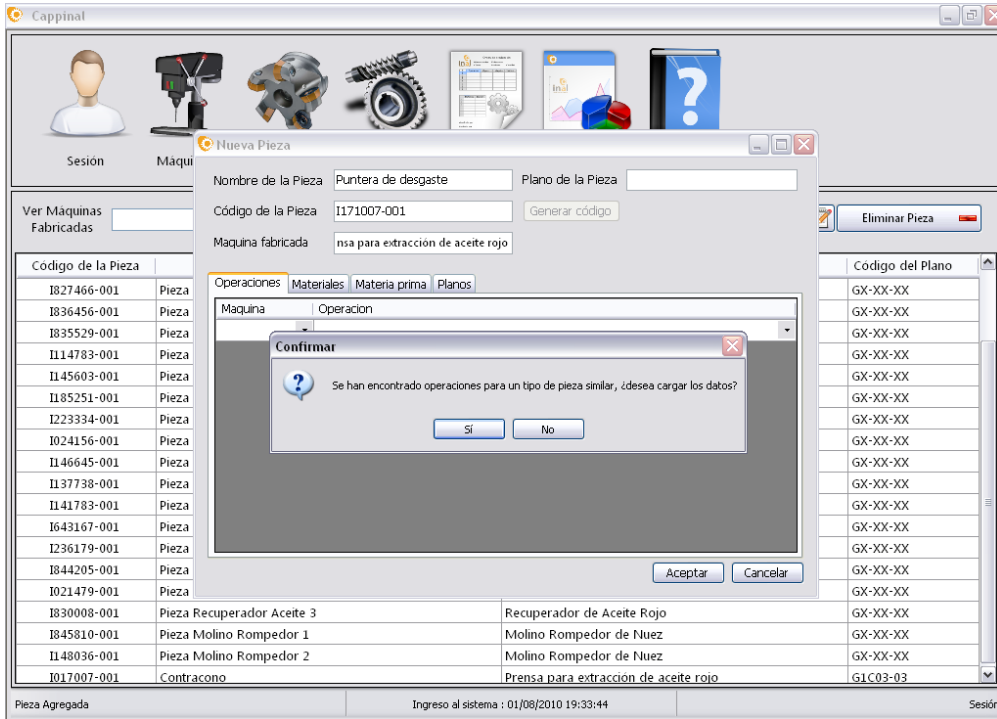 Cappinal
Sesión
Máqui
Nueva Pieza
Nombre de la Pieza Puntera de desgaste Plano de la Pieza
Código de la Pieza I171007-001 Generar código
Maquina fabricada nsa para extracción de aceite rojo
Operaciones Materiales Materia prima Planos
Maquina Operacion
Confirmar
Se han encontrado operaciones para un tipo de pieza similar, ¿desea cargar los datos?
Sí No
Aceptar Cancelar
Ver Máquinas
Fabricadas
Eliminar Pieza
Código de la Pieza Código del Plano
I827466-001 Pieza GX-XX-XX
I836456-001 Pieza GX-XX-XX
I835529-001 Pieza GX-XX-XX
I114783-001 Pieza GX-XX-XX
I145603-001 Pieza GX-XX-XX
I185251-001 Pieza GX-XX-XX
I223334-001 Pieza GX-XX-XX
I024156-001 Pieza GX-XX-XX
I146645-001 Pieza GX-XX-XX
I137738-001 Pieza GX-XX-XX
I141783-001 Pieza GX-XX-XX
I643167-001 Pieza GX-XX-XX
I236179-001 Pieza GX-XX-XX
I844205-001 Pieza GX-XX-XX
I021479-001 Pieza GX-XX-XX
I830008-001 Pieza Recuperador Aceite 3 Recuperador de Aceite Rojo GX-XX-XX
I845810-001 Pieza Molino Rompedor 1 Molino Rompedor de Nuez GX-XX-XX
I148036-001 Pieza Molino Rompedor 2 Molino Rompedor de Nuez GX-XX-XX
I017007-001 Contracono Prensa para extracción de aceite rojo G1C03-03
Pieza Agregada Ingreso al sistema : 01/08/2010 19:33:44 Sesión